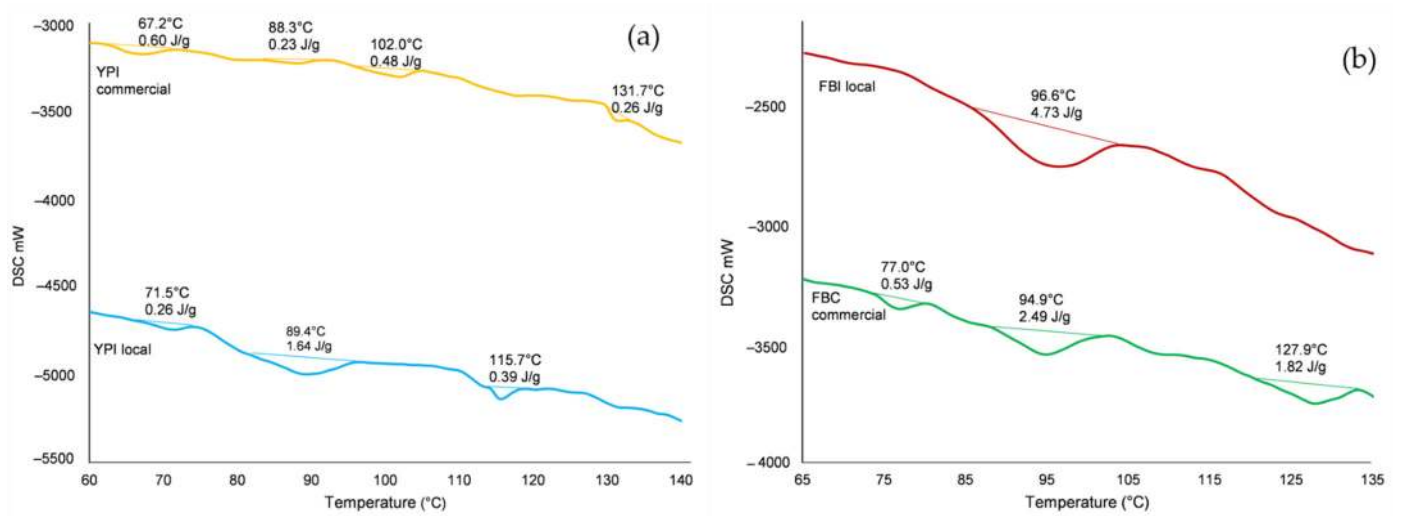 (a)
–3000
–3500
–4000
–4500
–5000
–5500
DSC mW
67.2°C
0.60 J/g
88.3°C
0.23 J/g
102.0°C
0.48 J/g
131.7°C
0.26 J/g
YPI
commercial
71.5°C
0.26 J/g
89.4°C
1.64 J/g
115.7°C
0.39 J/g
YPI local
60 70 80 90 100 110 120 130 140
Temperature (°C)
(b)
–2500
–3000
–3500
–4000
DSC mW
FBI local
96.6°C
4.73 J/g
77.0°C
0.53 J/g
94.9°C
2.49 J/g
127.9°C
1.82 J/g
FBC
commercial
65 75 85 95 105 115 125 135
Temperature (°C)